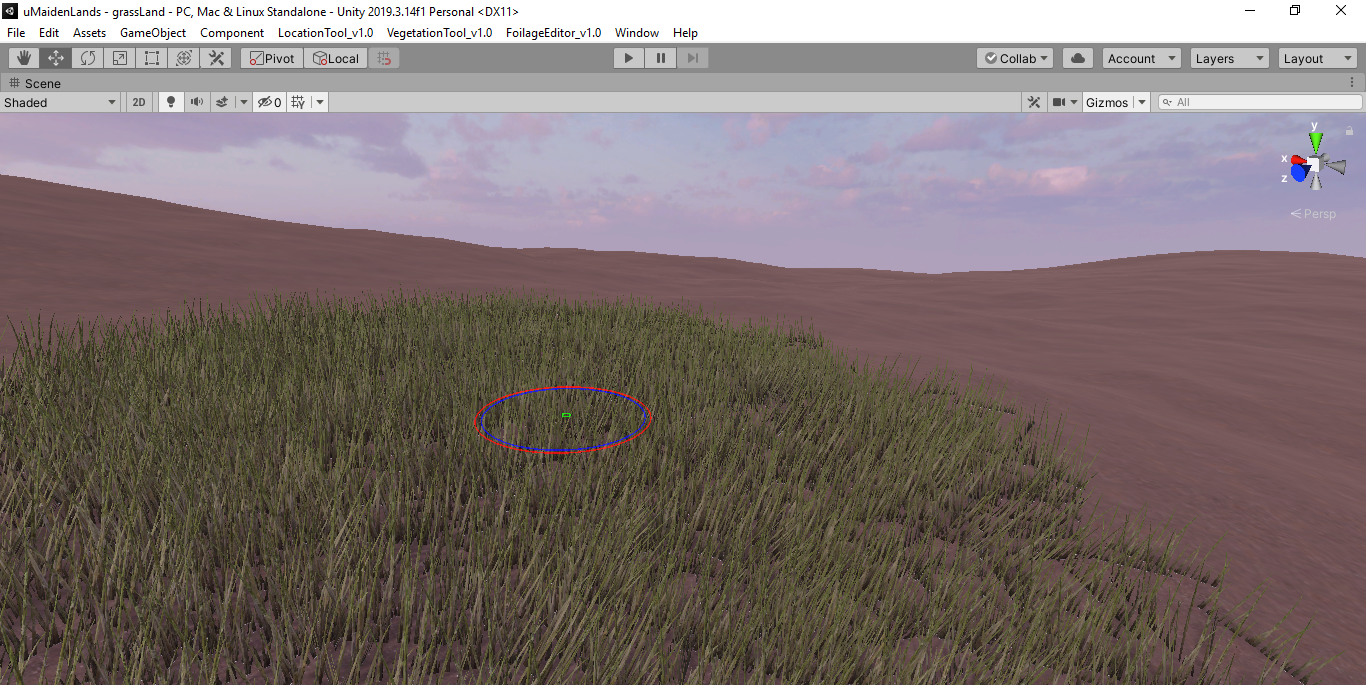 uMaidenLands - grassLand - PC, Mac & Linux Standalone - Unity 2019.3.14f1 Personal <DX11>
File Edit Assets GameObject Component LocationTool_v1.0 VegetationTool_v1.0 FoilageEditor_v1.0 Window Help
Pivot Local Collab Account Layers Layout
Scene
Shaded 2D 0 Gizmos All
y
x
z
Persp